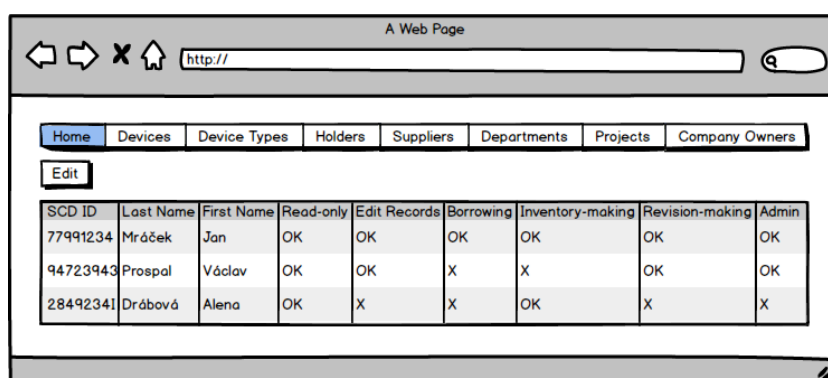 A Web Page
http://
Home Devices Device Types Holders Suppliers Departments Projects Company Owners
Edit
SCD ID Last Name First Name Read-only Edit Records Borrowing Inventory-making Revision-making Admin
77991234 Mráček Jan OK OK OK OK OK OK
94723943 Prospal Václav OK OK X X OK OK
28492341 Drábová Alena OK X X OK X X